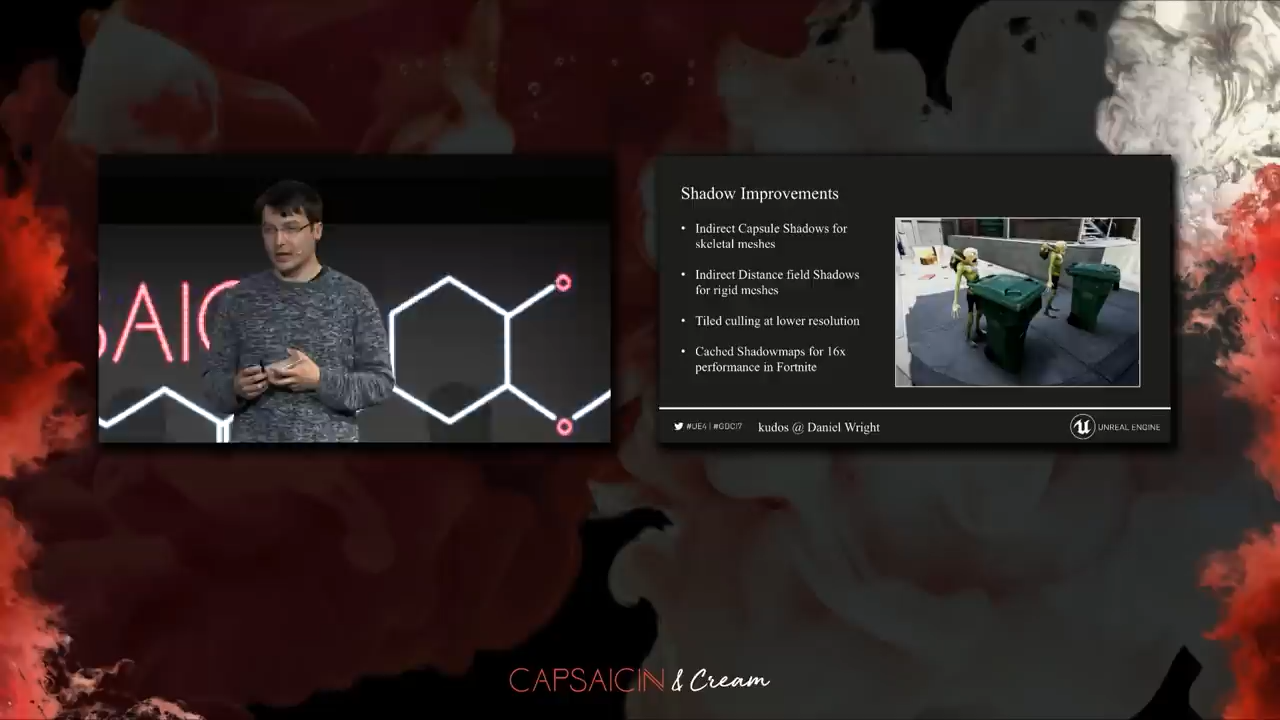 SAIC
Shadow Improvements
• Indirect Capsule Shadows for
skeletal meshes
• Indirect Distance field Shadows
for rigid meshes
• Tiled culling at lower resolution
• Cached Shadowmaps for 16x
performance in Fortnite
#UE4 | #GDC17
kudos @ Daniel Wright
UNREAL ENGINE
CAPSAICIN & Cream